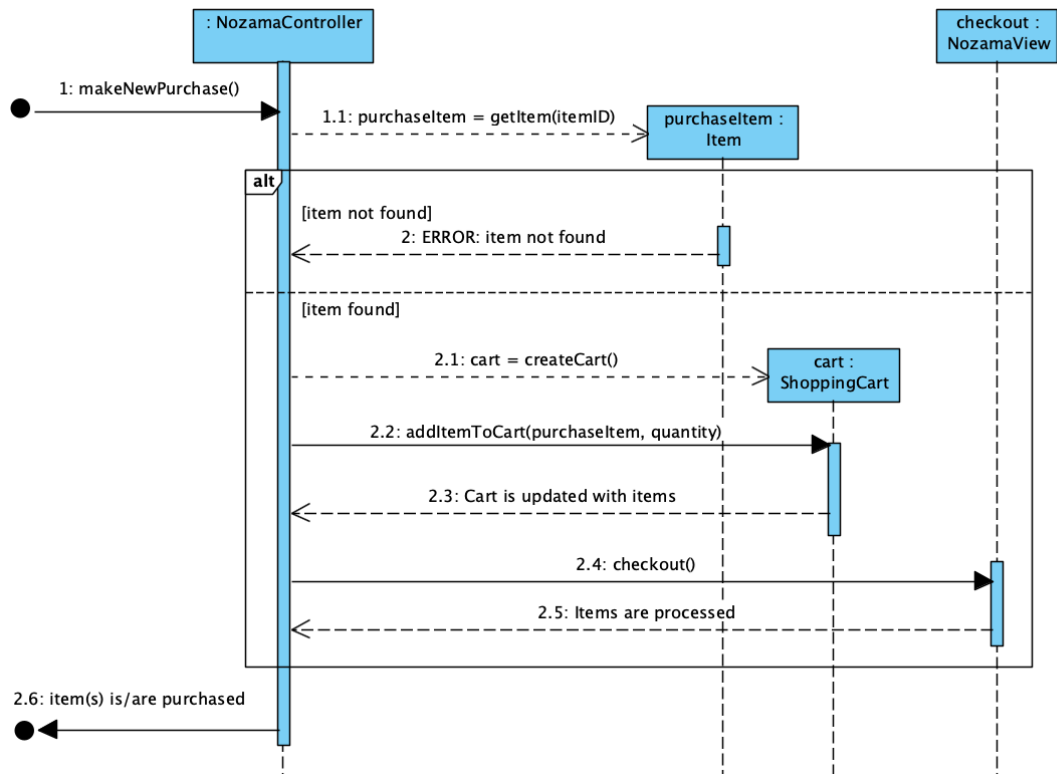 : NozamaController
checkout :
NozamaView
1: makeNewPurchase()
1.1: purchaseItem = getItem(itemID)
purchaseItem :
Item
alt
[item not found]
2: ERROR: item not found
[item found]
2.1: cart = createCart()
cart :
ShoppingCart
2.2: addItemToCart(purchaseItem, quantity)
2.3: Cart is updated with items
2.4: checkout()
2.5: Items are processed
2.6: item(s) is/are purchased